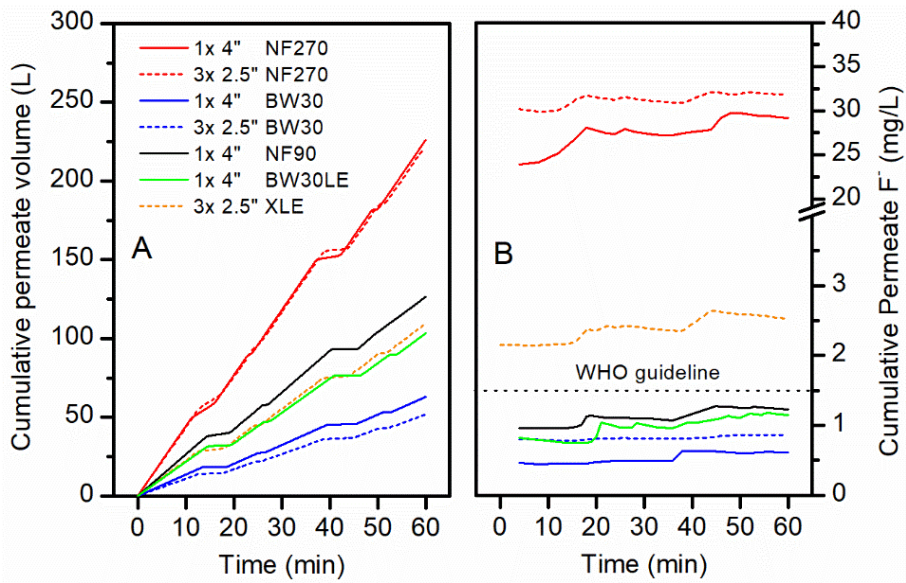 Cumulative permeate volume (L)
300
250
200
150
100
50
0
1x 4" NF270
3x 2.5" NF270
1x 4" BW30
3x 2.5" BW30
1x 4" NF90
1x 4" BW30LE
3x 2.5" XLE
A
0 10 20 30 40 50 60
Time (min)
B
WHO guideline
0 10 20 30 40 50 60
Time (min)
40
35
30
25
20
3
2
1
0
Cumulative Permeate F⁻ (mg/L)